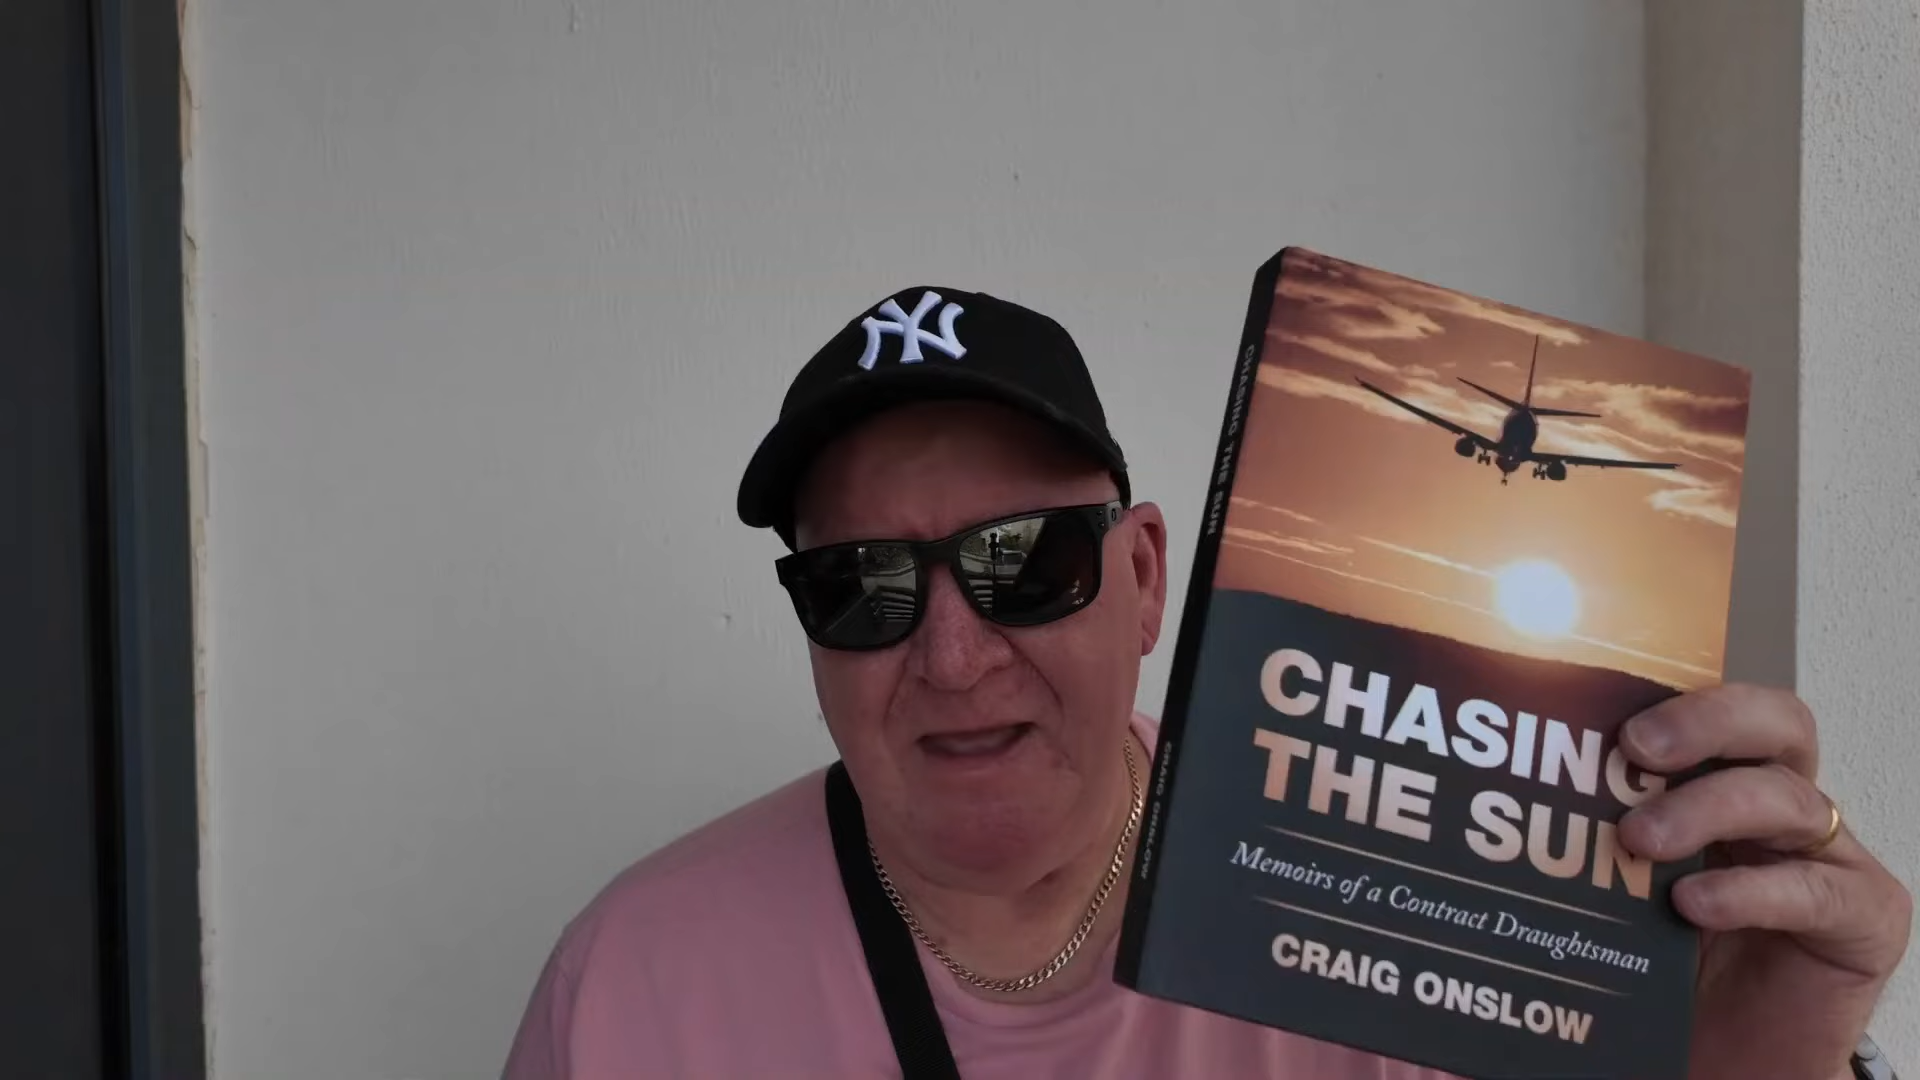 NY
CHASING THE SUN
CRAIG ONSLOW
CHASING
THE SUN
Memoirs of a Contract Draughtsman
CRAIG ONSLOW